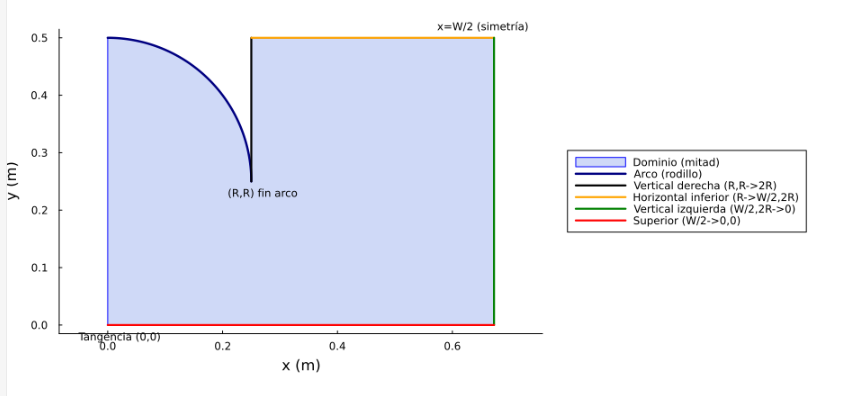 x=W/2 (simetría)
0.5
0.4
0.3
0.2
0.1
0.0
y (m)
(R,R) fin arco
Tangencia (0,0)
0.0
0.2
0.4
0.6
x (m)
Dominio (mitad)
Arco (rodillo)
Vertical derecha (R,R->2R)
Horizontal inferior (R->W/2,2R)
Vertical izquierda (W/2,2R->0)
Superior (W/2->0,0)